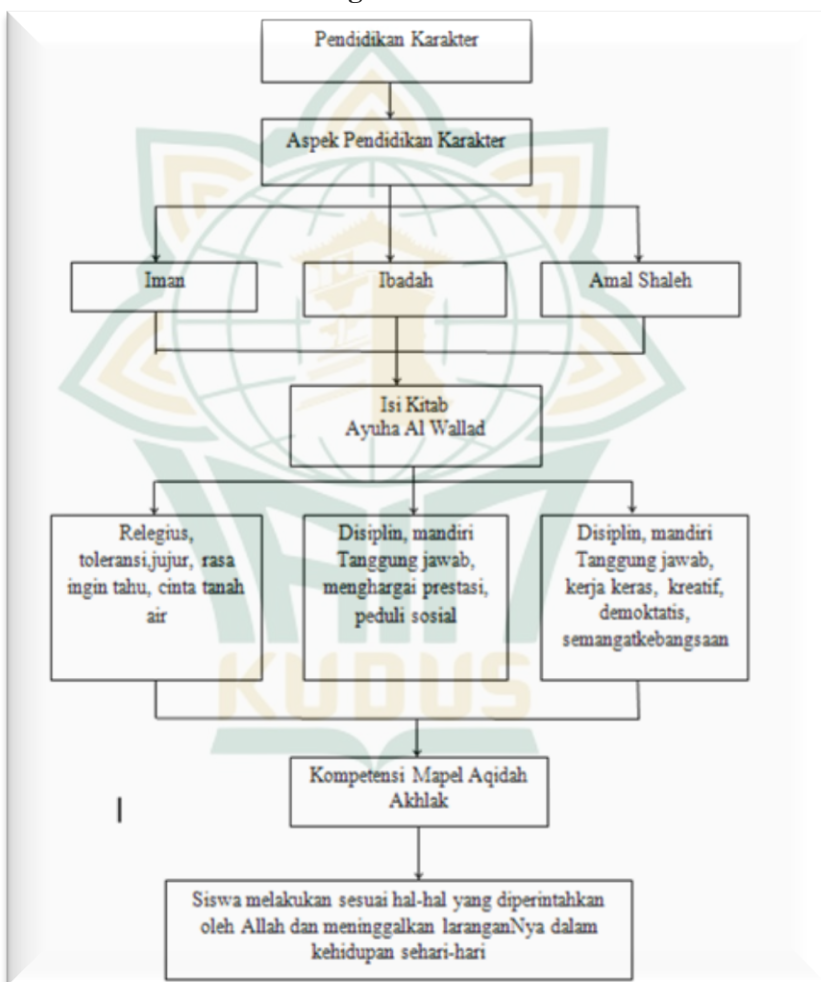 Pendidikan Karakter
Aspek Pendidikan Karakter
Iman
Ibadah
Amal Shaleh
Isi Kitab
Ayuha Al Wallad
Relegius,
toleransi,jujur, rasa
ingin tahu, cinta tanah
air
Disiplin, mandiri
Tanggung jawab,
menghargai prestasi,
peduli sosial
Disiplin, mandiri
Tanggung jawab,
kerja keras, kreatif,
demoktatis,
semangatkebangsaan
KUDUS
Kompetensi Mapel Aqidah
Akhlak
Siswa melakukan sesuai hal-hal yang diperintahkan
oleh Allah dan meninggalkan laranganNya dalam
kehidupan sehari-hari